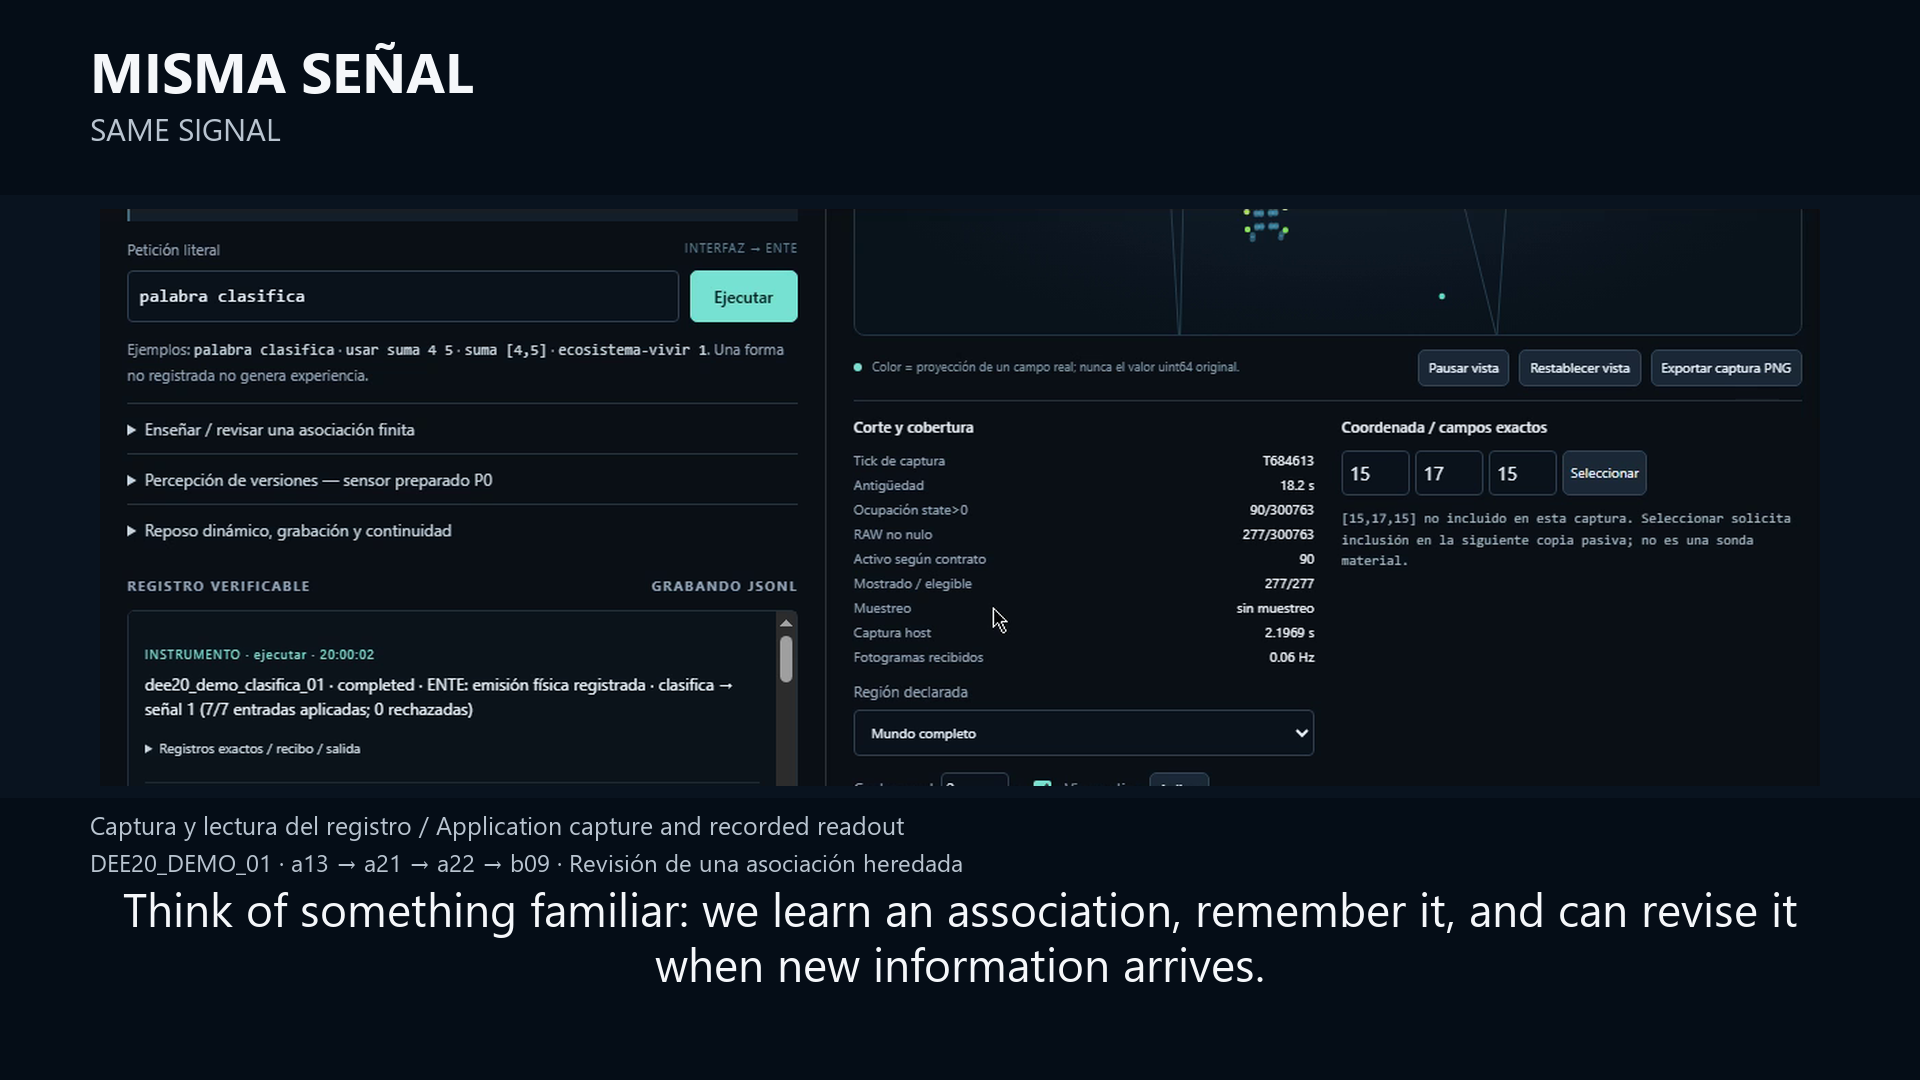 MISMA SEÑAL
SAME SIGNAL
Petición literal
INTERFAZ → ENTE
palabra clasifica
Ejecutar
Ejemplos: palabra clasifica · usar suma 4 5 · suma [4,5] · ecosistema-vivir 1. Una forma
no registrada no genera experiencia.
▶ Enseñar / revisar una asociación finita
▶ Percepción de versiones — sensor preparado P0
▶ Reposo dinámico, grabación y continuidad
REGISTRO VERIFICABLE
GRABANDO JSONL
INSTRUMENTO · ejecutar · 20:00:02
dee20_demo_clasifica_01 · completed · ENTE: emisión física registrada · clasifica →
señal 1 (7/7 entradas aplicadas; 0 rechazadas)
▶ Registros exactos / recibo / salida
Color = proyección de un campo real; nunca el valor uint64 original.
Pausar vista
Restablecer vista
Exportar captura PNG
Corte y cobertura
Tick de captura T684613
Antigüedad 18.2 s
Ocupación state>0 90/300763
RAW no nulo 277/300763
Activo según contrato 90
Mostrado / elegible 277/277
Muestreo sin muestreo
Captura host 2.1969 s
Fotogramas recibidos 0.06 Hz
Región declarada
Mundo completo
Coordenada / campos exactos
15 17 15 Seleccionar
[15,17,15] no incluido en esta captura. Seleccionar solicita
inclusión en la siguiente copia pasiva; no es una sonda
material.
Captura y lectura del registro / Application capture and recorded readout
DEE20_DEMO_01 · a13 → a21 → a22 → b09 · Revisión de una asociación heredada
Think of something familiar: we learn an association, remember it, and can revise it
when new information arrives.